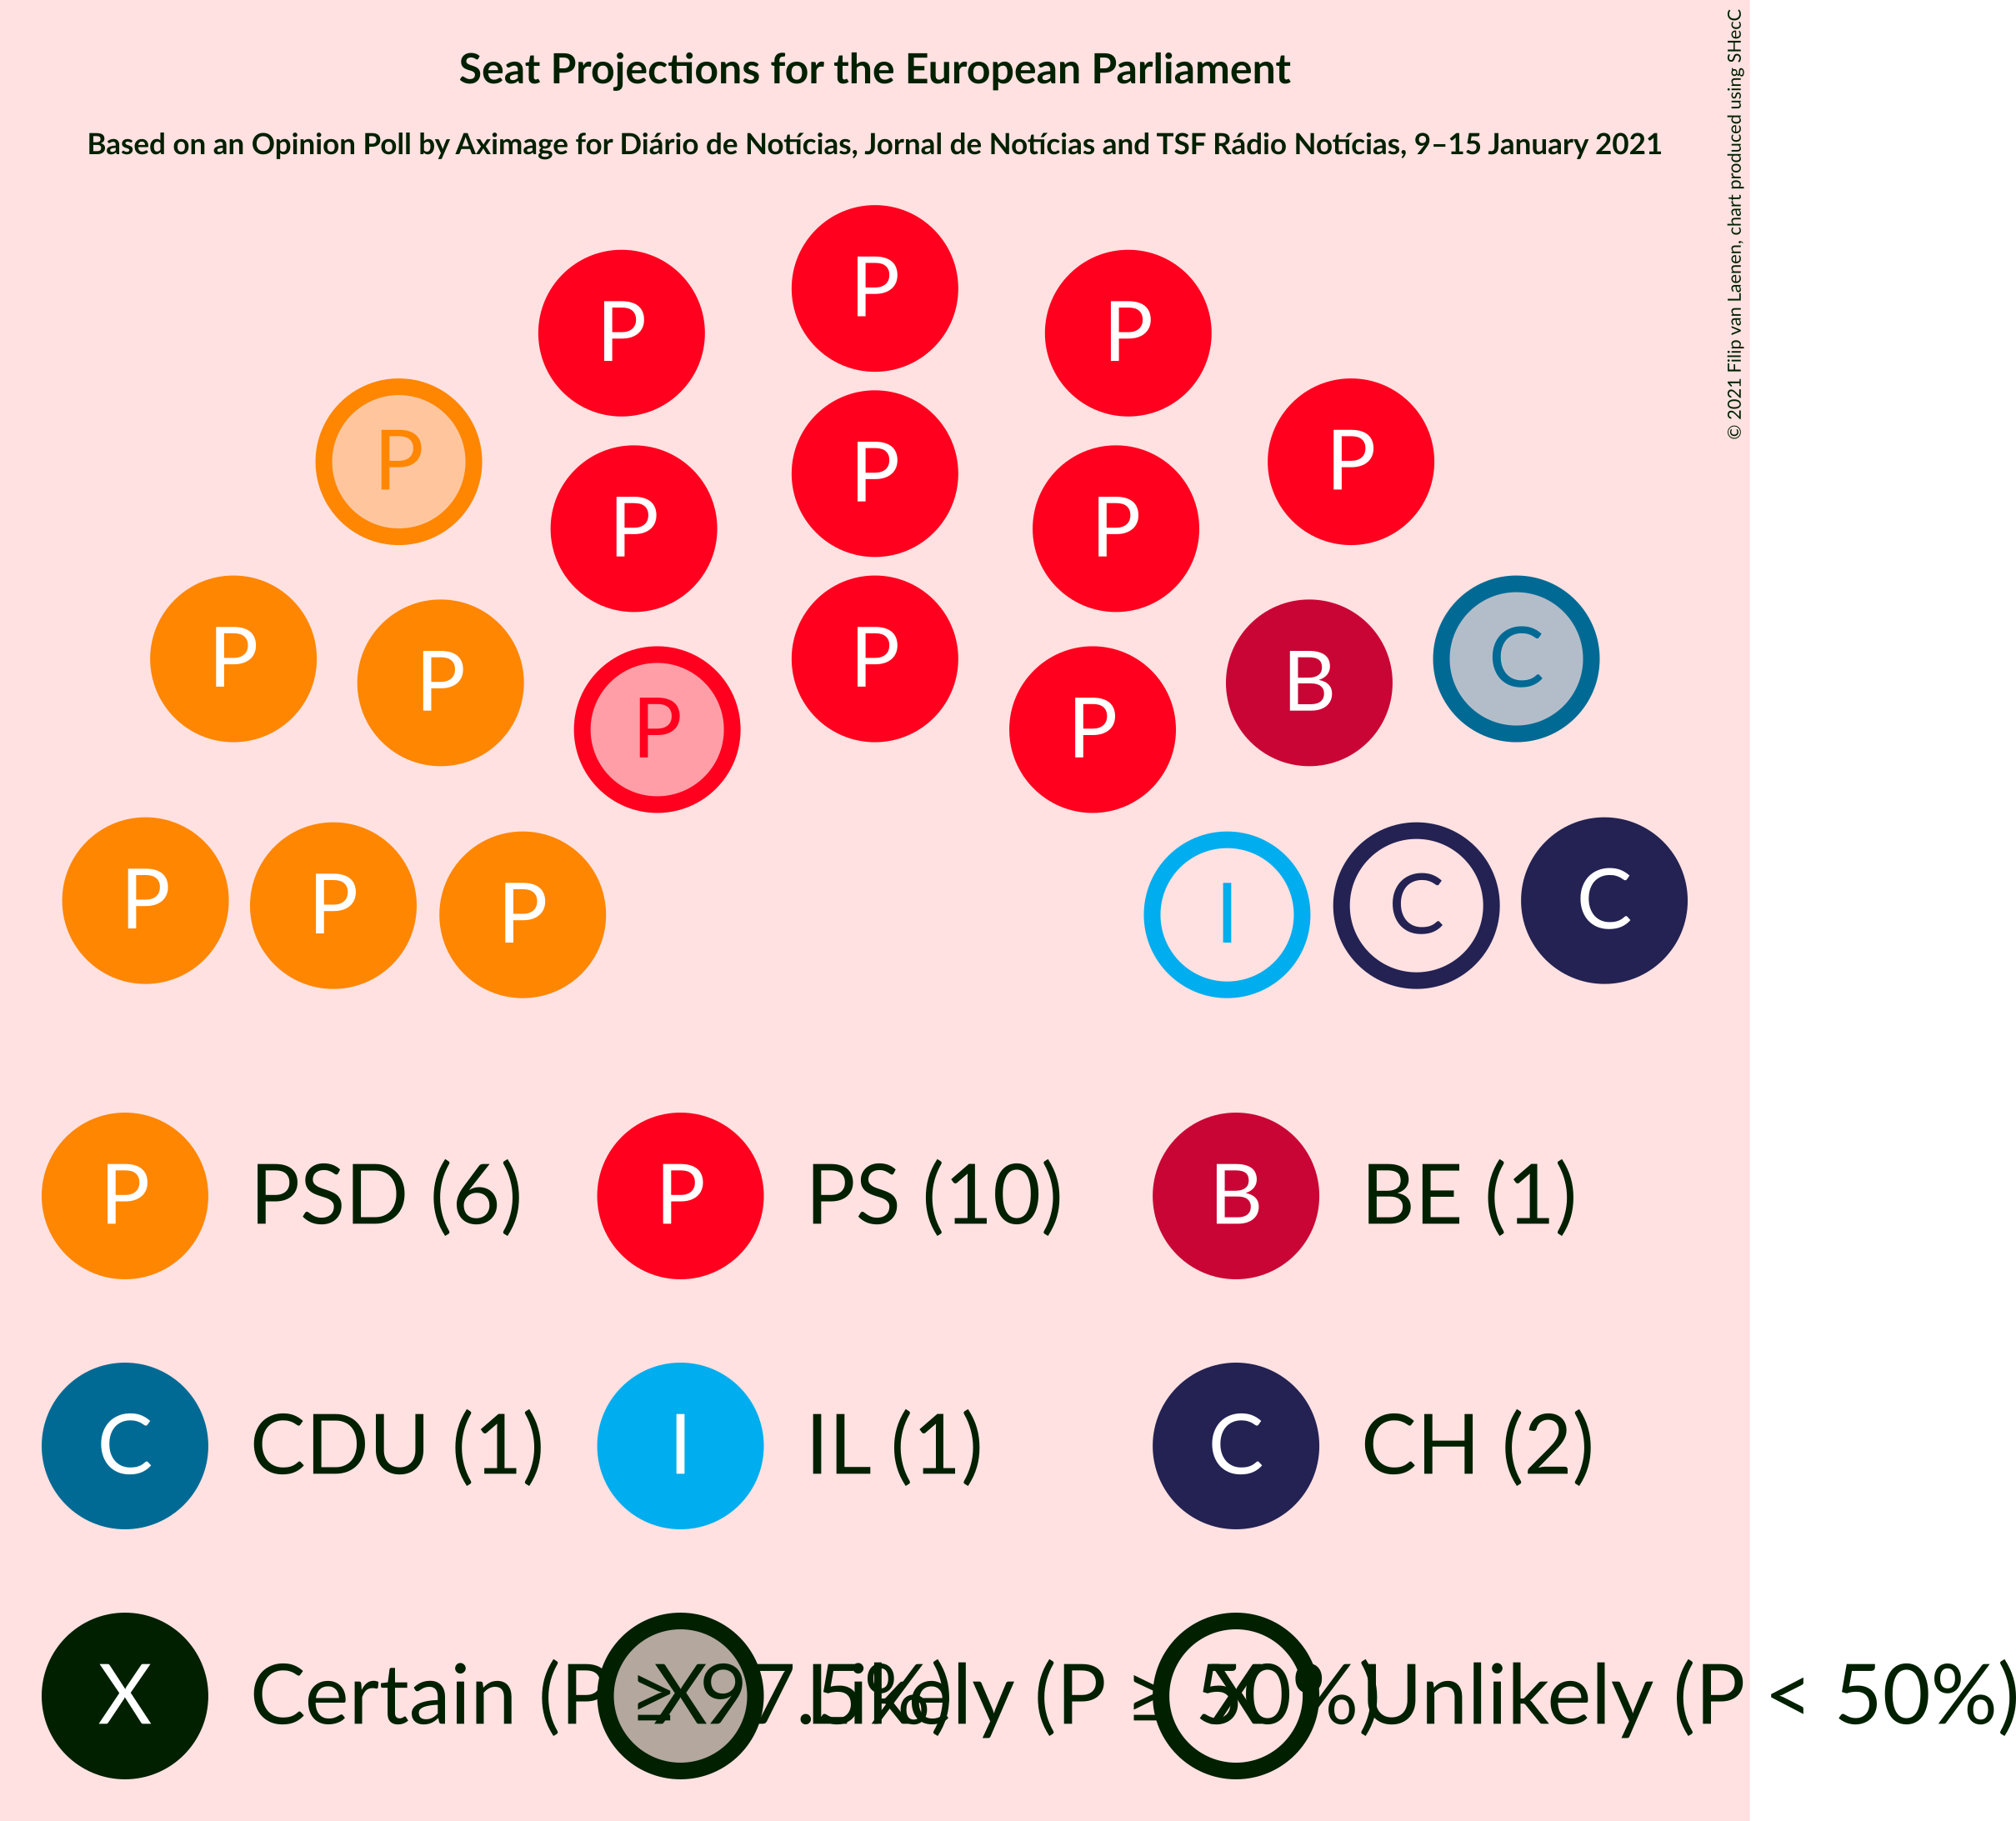 Seat Projections for the European Parliament
Based on an Opinion Poll by Aximage for Diário de Notícias, Jornal de Notícias and TSF Rádio Notícias, 9–15 January 2021
© 2021 Filip van Laenen, chart produced using SHecC
P
P P
P P
P
P P
P P
B C
P P
P P
P P P
I C C
P PSD (6) P PS (10) B BE (1)
C CDU (1) I IL (1) C CH (2)
X Certain (P ≥ 97.5%) X Likely (P ≥ 50%) X Unlikely (P < 50%)